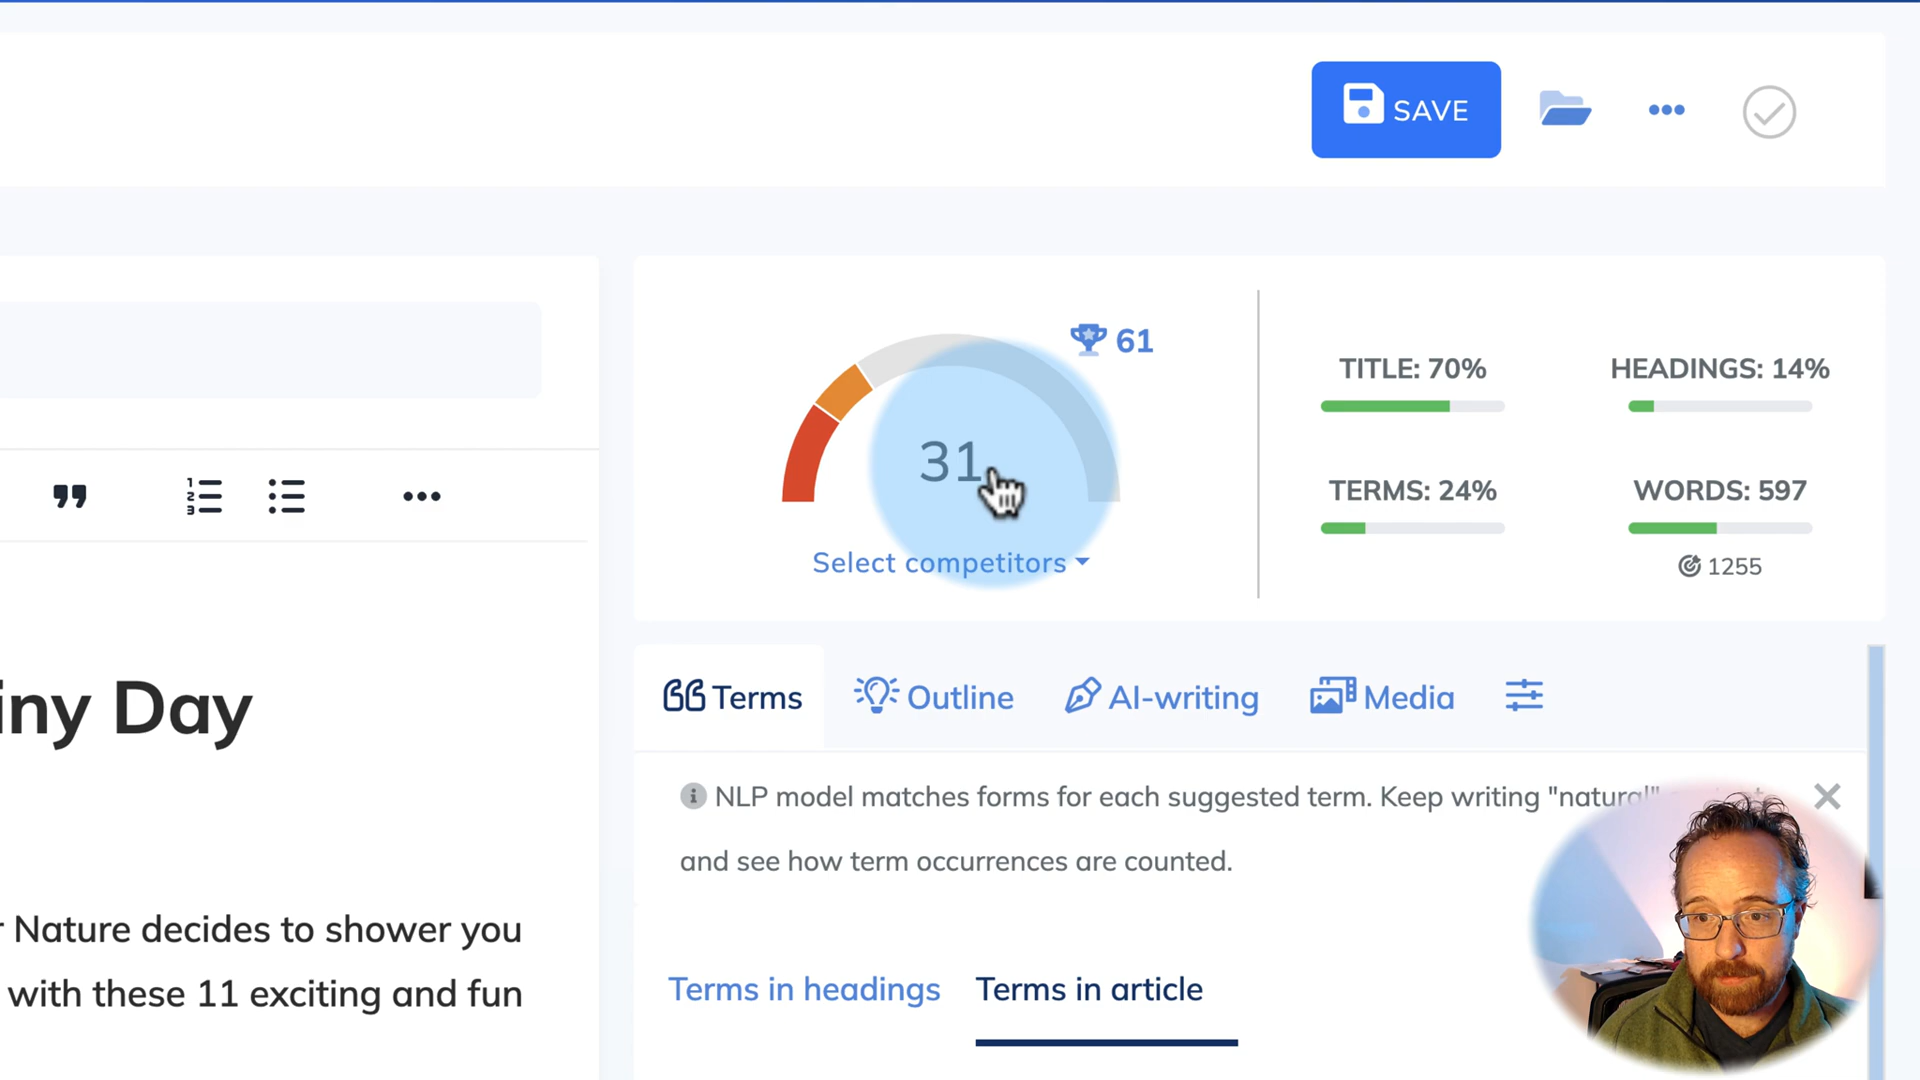 SAVE
61
31
Select competitors
TITLE: 70%
HEADINGS: 14%
TERMS: 24%
WORDS: 597
1255
iny Day
r Nature decides to shower you
with these 11 exciting and fun
Terms
Outline
AI-writing
Media
NLP model matches forms for each suggested term. Keep writing "natural"
and see how term occurrences are counted.
Terms in headings
Terms in article